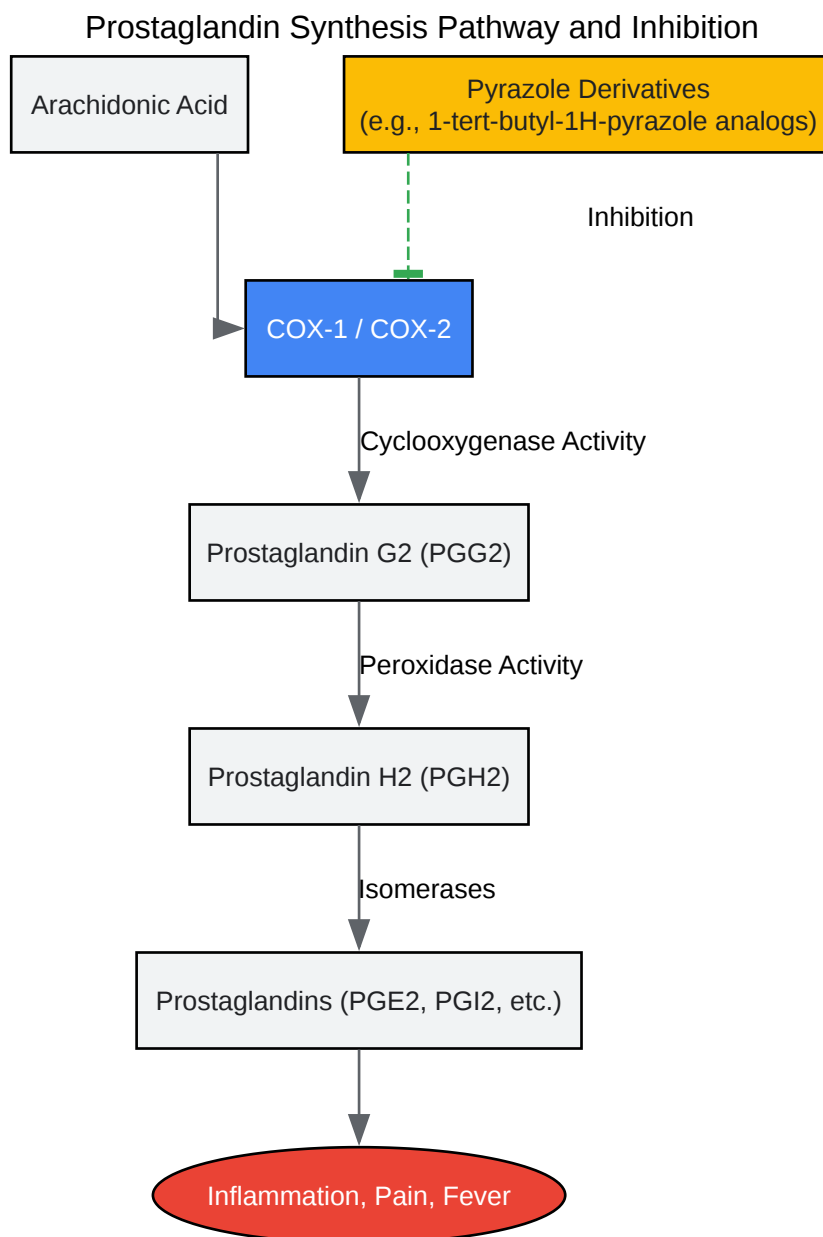 Prostaglandin Synthesis Pathway and Inhibition
Arachidonic Acid
Pyrazole Derivatives
(e.g., 1-tert-butyl-1H-pyrazole analogs)
Inhibition
COX-1 / COX-2
Cyclooxygenase Activity
Prostaglandin G2 (PGG2)
Peroxidase Activity
Prostaglandin H2 (PGH2)
Isomerases
Prostaglandins (PGE2, PGI2, etc.)
Inflammation, Pain, Fever